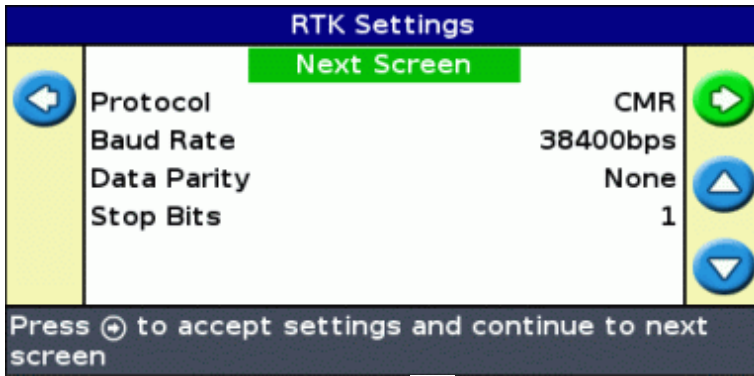 RTK Settings
Next Screen
Protocol CMR
Baud Rate 38400bps
Data Parity None
Stop Bits 1
Press to accept settings and continue to next
screen